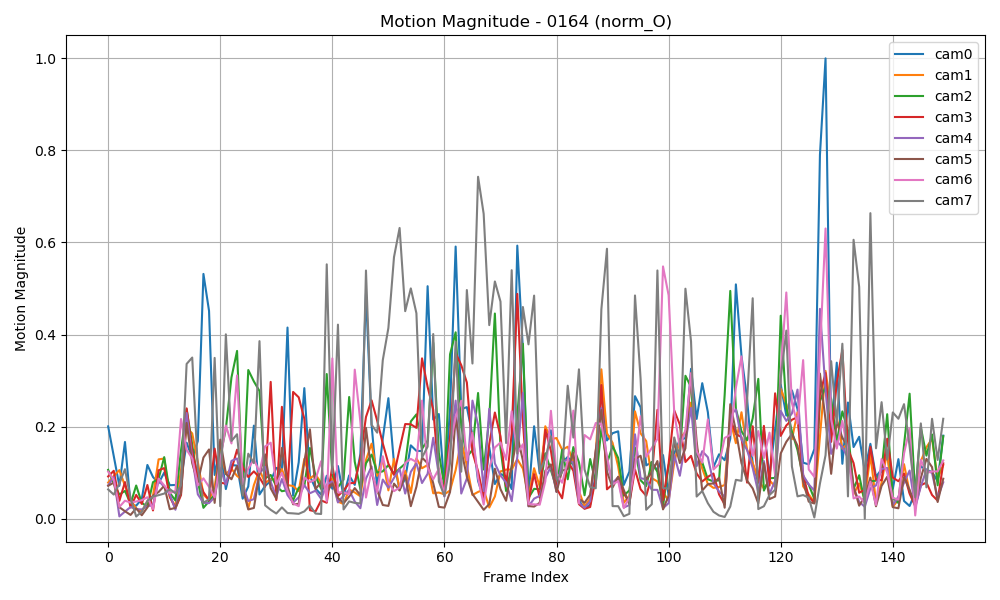 Motion Magnitude - 0164 (norm_O)
1.0
0.8
0.6
0.4
0.2
0.0
Motion Magnitude
0 20 40 60 80 100 120 140
Frame Index
cam0
cam1
cam2
cam3
cam4
cam5
cam6
cam7